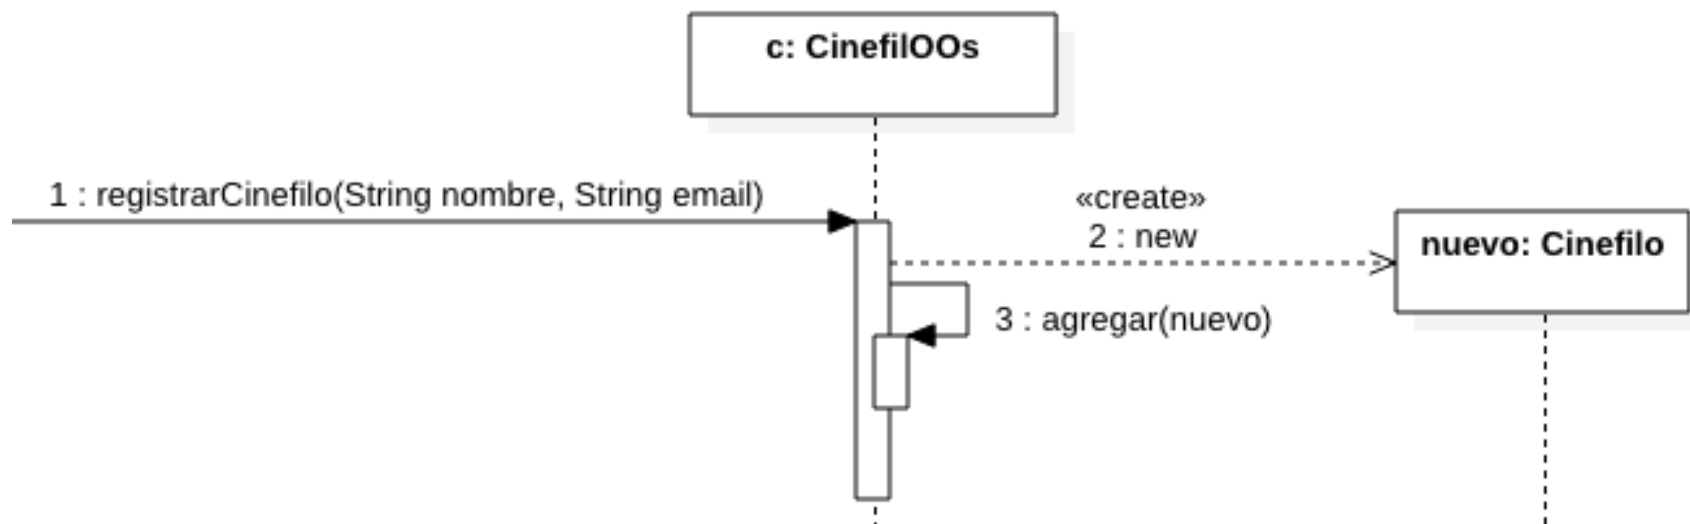 c: CinefilOOs
1 : registrarCinefilo(String nombre, String email)
«create»
2 : new
nuevo: Cinefilo
3 : agregar(nuevo)